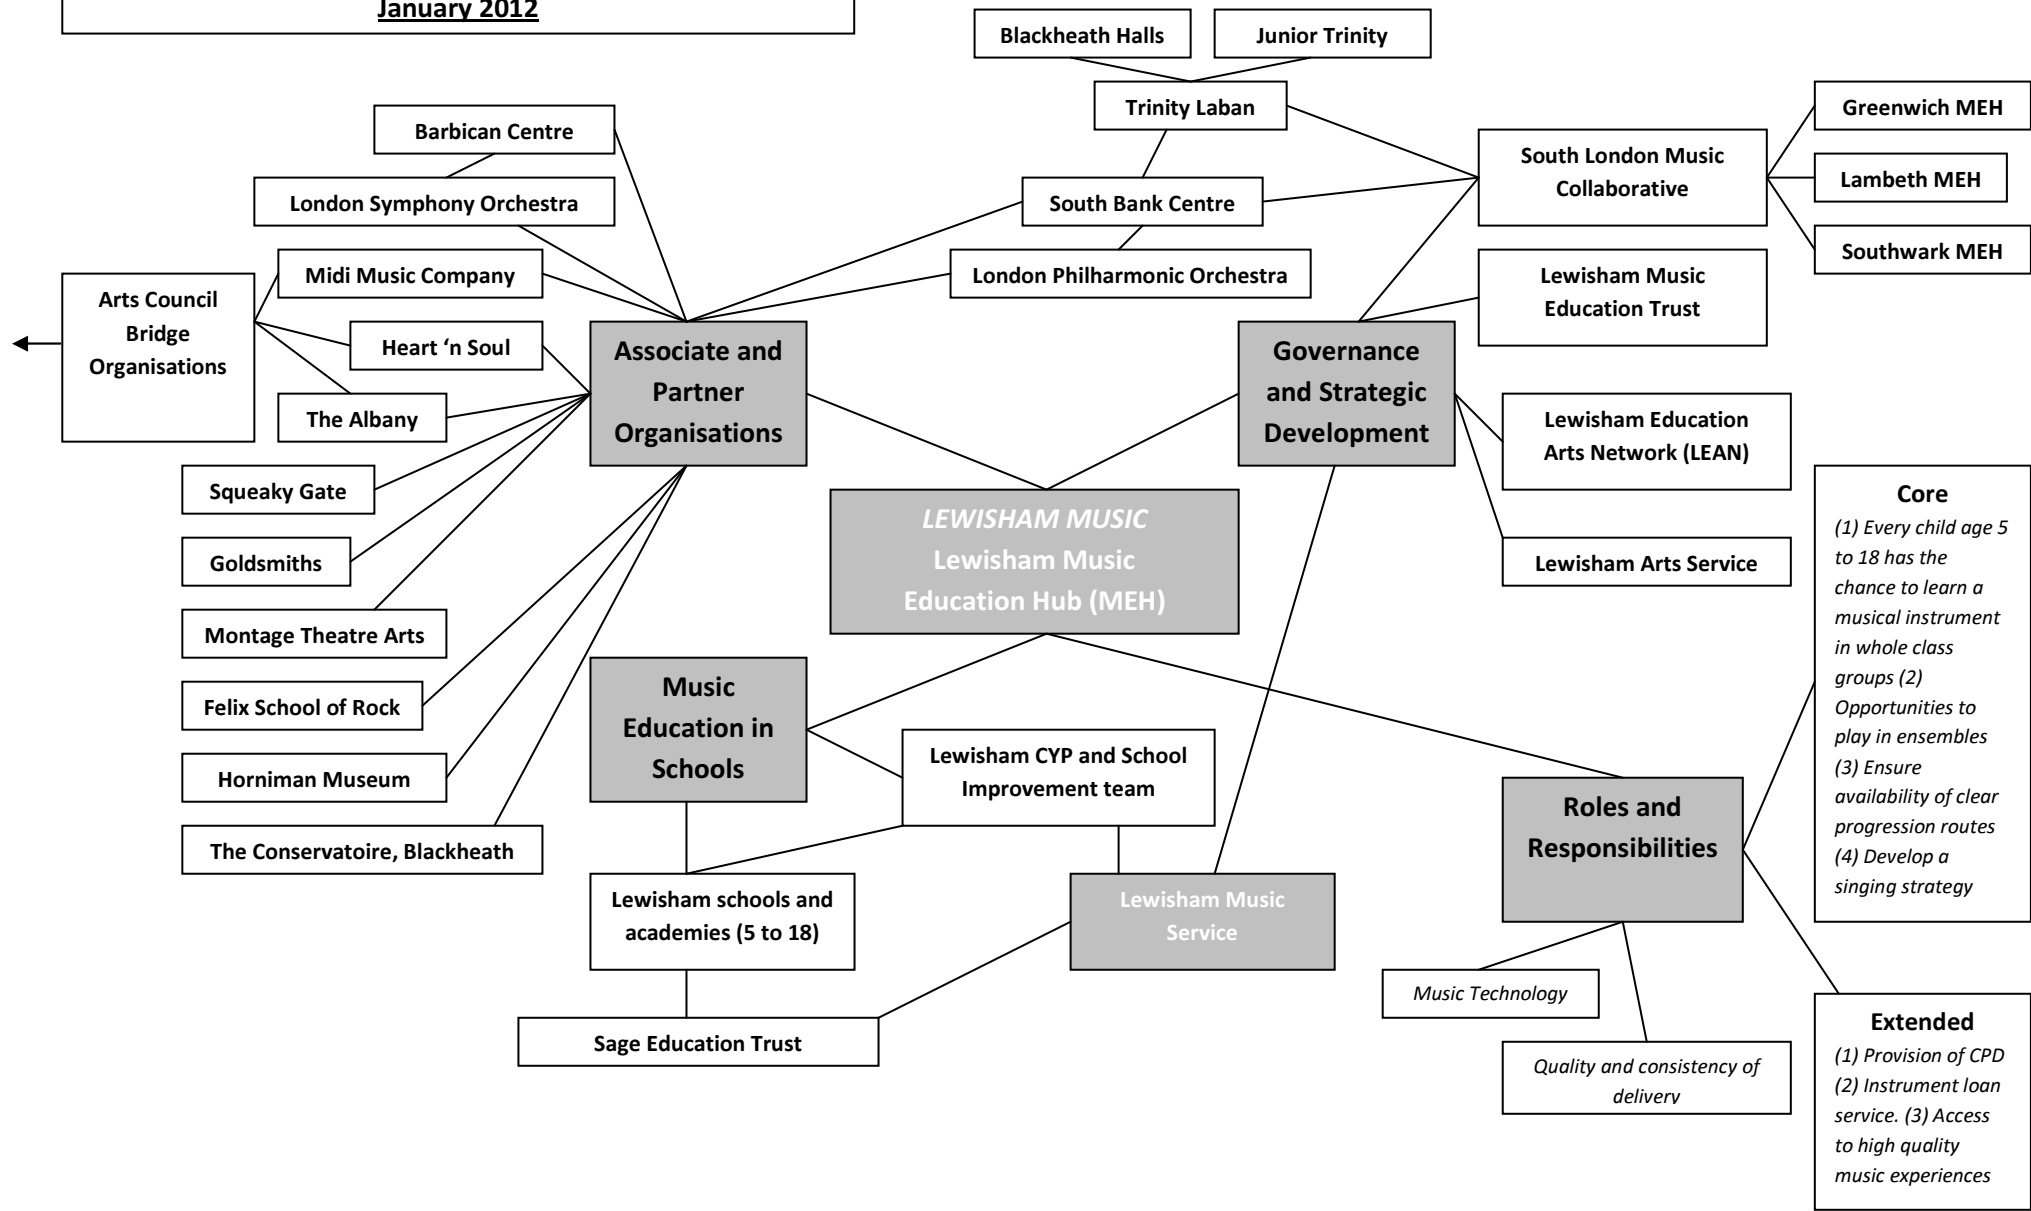 January 2012
Blackheath Halls
Junior Trinity
Trinity Laban
Greenwich MEH
Barbican Centre
South London Music
Collaborative
Lambeth MEH
London Symphony Orchestra
South Bank Centre
Southwark MEH
Midi Music Company
London Philharmonic Orchestra
Lewisham Music
Education Trust
Arts Council
Bridge
Organisations
Heart ‘n Soul
The Albany
Associate and
Partner
Organisations
Governance
and Strategic
Development
Lewisham Education
Arts Network (LEAN)
Squeaky Gate
Goldsmiths
Montage Theatre Arts
Felix School of Rock
Horniman Museum
The Conservatoire, Blackheath
LEWISHAM MUSIC
Lewisham Music
Education Hub (MEH)
Lewisham Arts Service
Core
(1) Every child age 5
to 18 has the
chance to learn a
musical instrument
in whole class
groups (2)
Opportunities to
play in ensembles
(3) Ensure
availability of clear
progression routes
(4) Develop a
singing strategy
Music
Education in
Schools
Lewisham CYP and School
Improvement team
Roles and
Responsibilities
Lewisham schools and
academies (5 to 18)
Lewisham Music
Service
Sage Education Trust
Music Technology
Quality and consistency of
delivery
Extended
(1) Provision of CPD
(2) Instrument loan
service. (3) Access
to high quality
music experiences